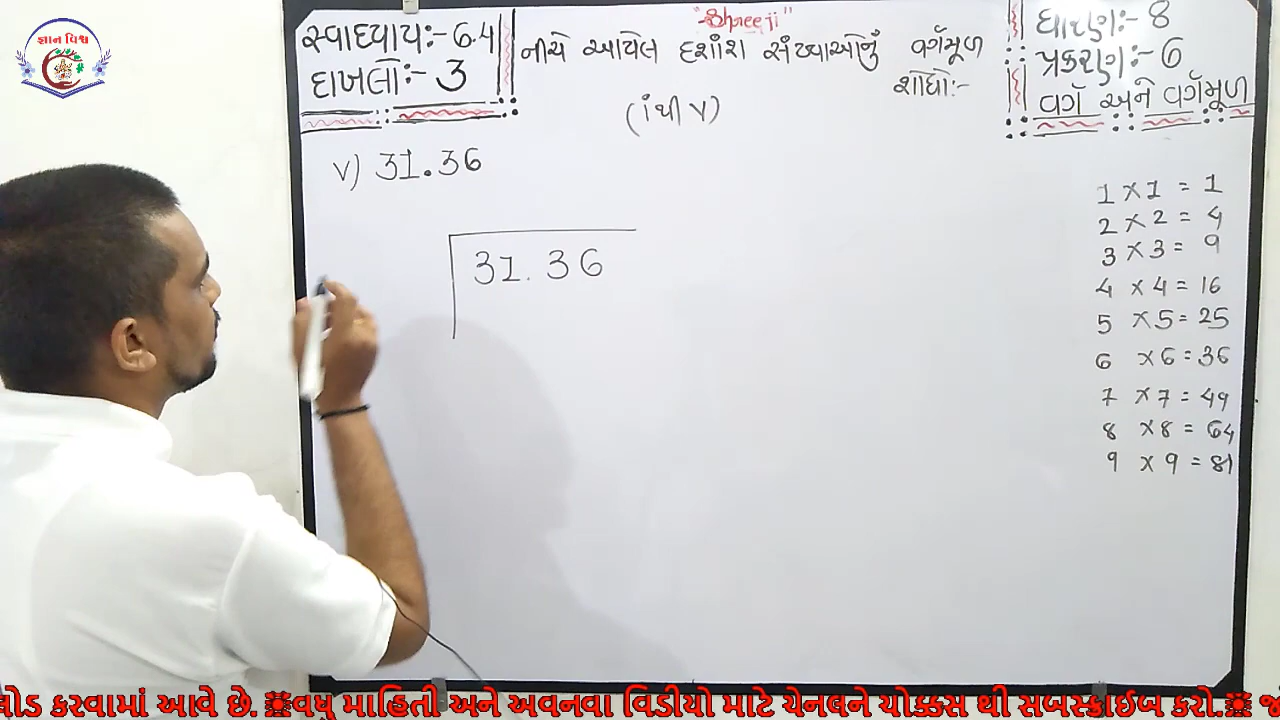 જ્ઞાન વિશ્વ
સ્વાધ્યાયઃ- 6.4
દાખલોઃ- 3
"Shreeji"
નીચે આપેલ દશાંશ સંખ્યાઓનું વર્ગમૂળ
શોધોઃ-
(i થી v)
ધોરણઃ- 8
પ્રકરણઃ- 6
વર્ગ અને વર્ગમૂળ
v) 31.36
31.36
1 × 1 = 1
2 × 2 = 4
3 × 3 = 9
4 × 4 = 16
5 × 5 = 25
6 × 6 = 36
7 × 7 = 49
8 × 8 = 64
9 × 9 = 81
લોડ કરવામાં આવે છે. વધુ માહિતી અને અવનવા વિડીયો માટે ચેનલને ચોક્કસ થી સબસ્ક્રાઈબ કરો.